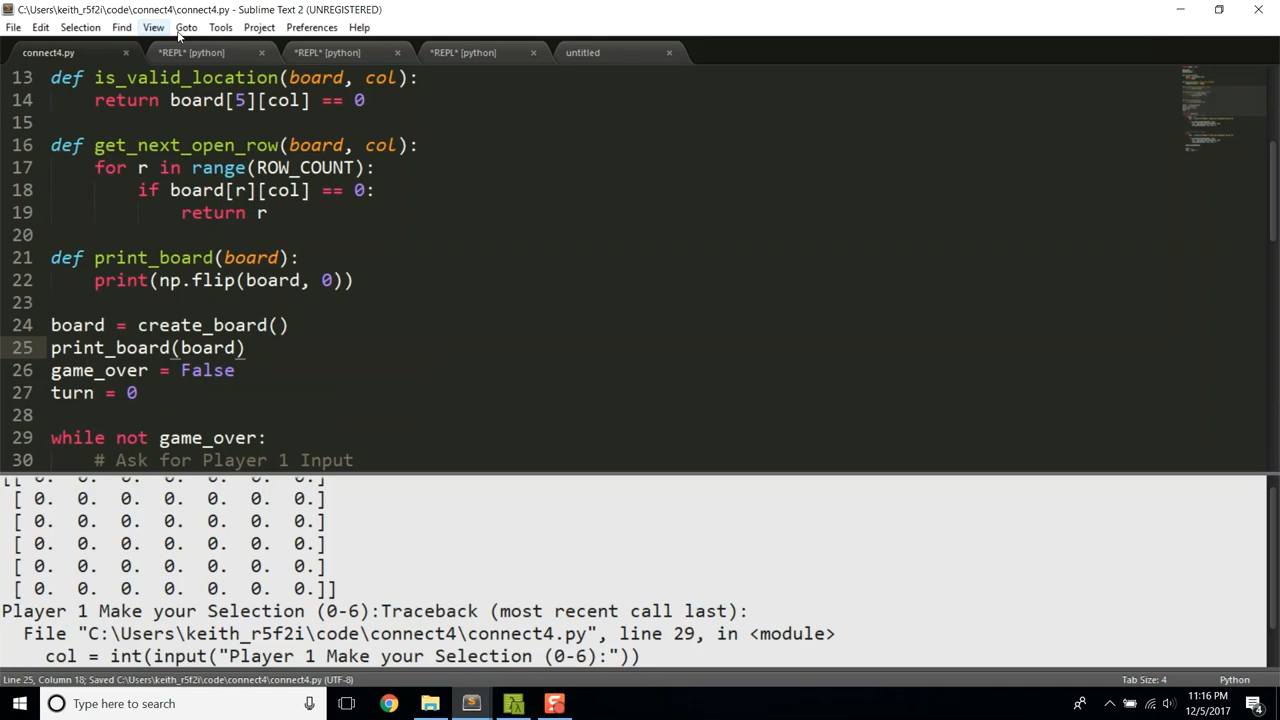 C:\Users\keith_r5f2i\code\connect4\connect4.py - Sublime Text 2 (UNREGISTERED)
File Edit Selection Find View Goto Tools Project Preferences Help
connect4.py *REPL* [python] *REPL* [python] *REPL* [python] untitled
13 def is_valid_location(board, col):
14     return board[5][col] == 0
15
16 def get_next_open_row(board, col):
17     for r in range(ROW_COUNT):
18         if board[r][col] == 0:
19             return r
20
21 def print_board(board):
22     print(np.flip(board, 0))
23
24 board = create_board()
25 print_board(board)
26 game_over = False
27 turn = 0
28
29 while not game_over:
30     # Ask for Player 1 Input
[[ 0. 0. 0. 0. 0. 0. 0.]
[ 0. 0. 0. 0. 0. 0. 0.]
[ 0. 0. 0. 0. 0. 0. 0.]
[ 0. 0. 0. 0. 0. 0. 0.]
[ 0. 0. 0. 0. 0. 0. 0.]
[ 0. 0. 0. 0. 0. 0. 0.]]
Player 1 Make your Selection (0-6):Traceback (most recent call last):
File "C:\Users\keith_r5f2i\code\connect4\connect4.py", line 29, in <module>
col = int(input("Player 1 Make your Selection (0-6):"))
Line 25, Column 18; Saved C:\Users\keith_r5f2i\code\connect4\connect4.py (UTF-8) Tab Size: 4 Python
Type here to search
11:16 PM
12/5/2017
4